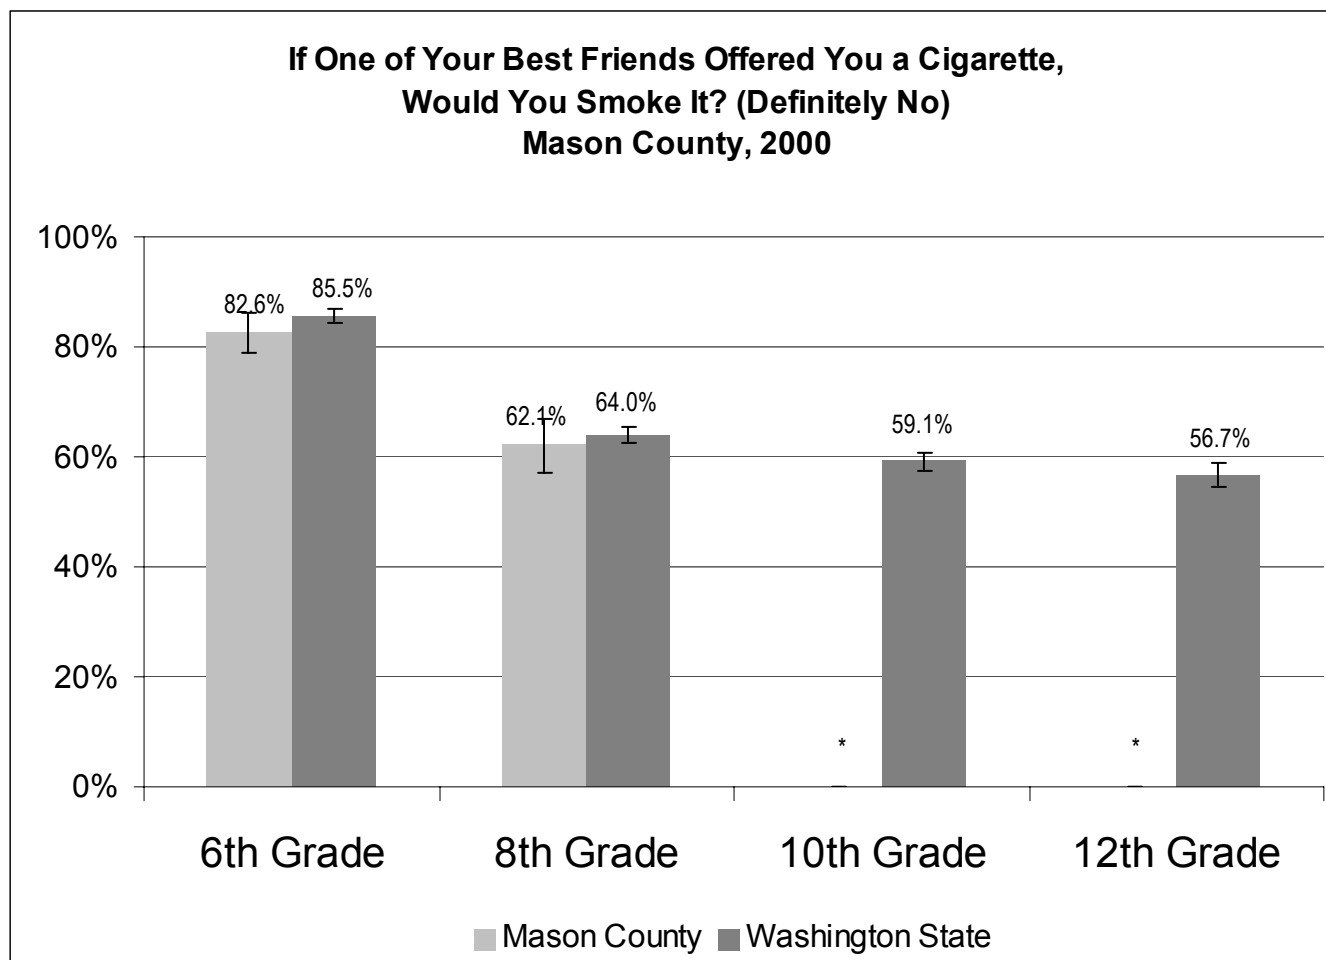 If One of Your Best Friends Offered You a Cigarette,
Would You Smoke It? (Definitely No)
Mason County, 2000
100%
80%
60%
40%
20%
0%
82.6%
85.5%
62.1%
64.0%
59.1%
56.7%
*
*
6th Grade
8th Grade
10th Grade
12th Grade
Mason County
Washington State